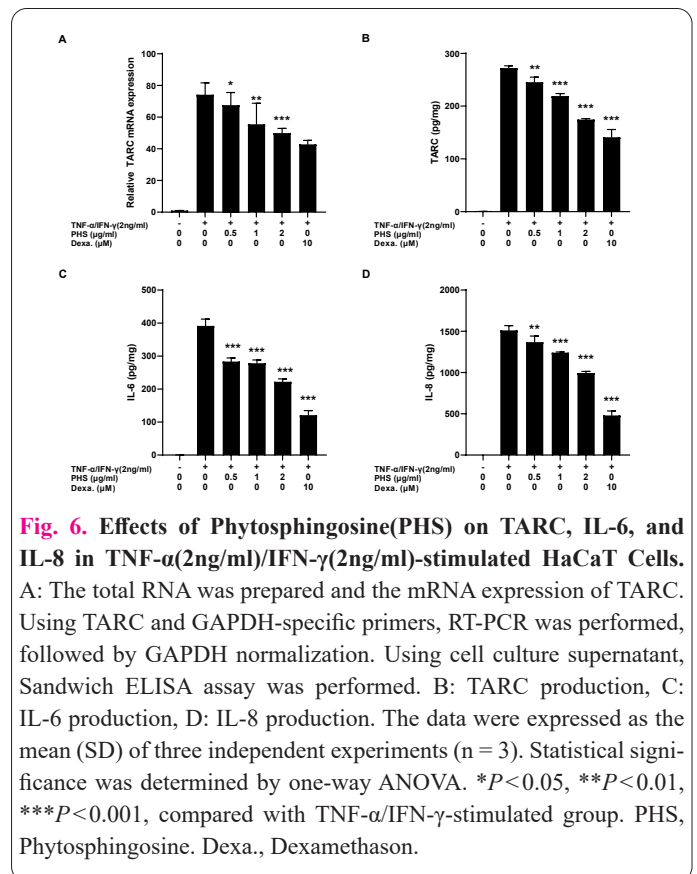 A
Relative TARC mRNA expression
100
80
60
40
20
0
*
**
***
TNF-α/IFN-γ(2ng/ml) - + + + + +
PHS (µg/ml) 0 0 0.5 1 2 0
Dexa. (µM) 0 0 0 0 0 10
B
TARC (pg/mg)
300
200
100
0
**
***
***
***
TNF-α/IFN-γ(2ng/ml) - + + + + +
PHS (µg/ml) 0 0 0.5 1 2 0
Dexa. (µM) 0 0 0 0 0 10
C
IL-6 (pg/mg)
500
400
300
200
100
0
***
***
***
***
TNF-α/IFN-γ(2ng/ml) - + + + + +
PHS (µg/ml) 0 0 0.5 1 2 0
Dexa. (µM) 0 0 0 0 0 10
D
IL-8 (pg/mg)
2000
1500
1000
500
0
**
***
***
***
TNF-α/IFN-γ(2ng/ml) - + + + + +
PHS (µg/ml) 0 0 0.5 1 2 0
Dexa. (µM) 0 0 0 0 0 10
Fig. 6. Effects of Phytosphingosine(PHS) on TARC, IL-6, and
IL-8 in TNF-α(2ng/ml)/IFN-γ(2ng/ml)-stimulated HaCaT Cells.
A: The total RNA was prepared and the mRNA expression of TARC.
Using TARC and GAPDH-specific primers, RT-PCR was performed,
followed by GAPDH normalization. Using cell culture supernatant,
Sandwich ELISA assay was performed. B: TARC production, C:
IL-6 production, D: IL-8 production. The data were expressed as the
mean (SD) of three independent experiments (n = 3). Statistical signi-
ficance was determined by one-way ANOVA. *P<0.05, **P<0.01,
***P<0.001, compared with TNF-α/IFN-γ-stimulated group. PHS,
Phytosphingosine. Dexa., Dexamethason.